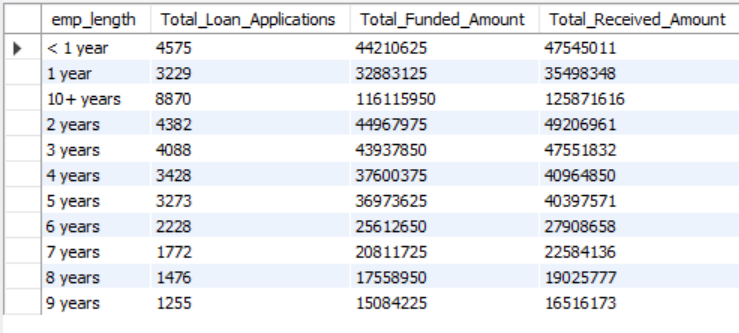 emp_length Total_Loan_Applications Total_Funded_Amount Total_Received_Amount
< 1 year 4575 44210625 47545011
1 year 3229 32883125 35498348
10+ years 8870 116115950 125871616
2 years 4382 44967975 49206961
3 years 4088 43937850 47551832
4 years 3428 37600375 40964850
5 years 3273 36973625 40397571
6 years 2228 25612650 27908658
7 years 1772 20811725 22584136
8 years 1476 17558950 19025777
9 years 1255 15084225 16516173